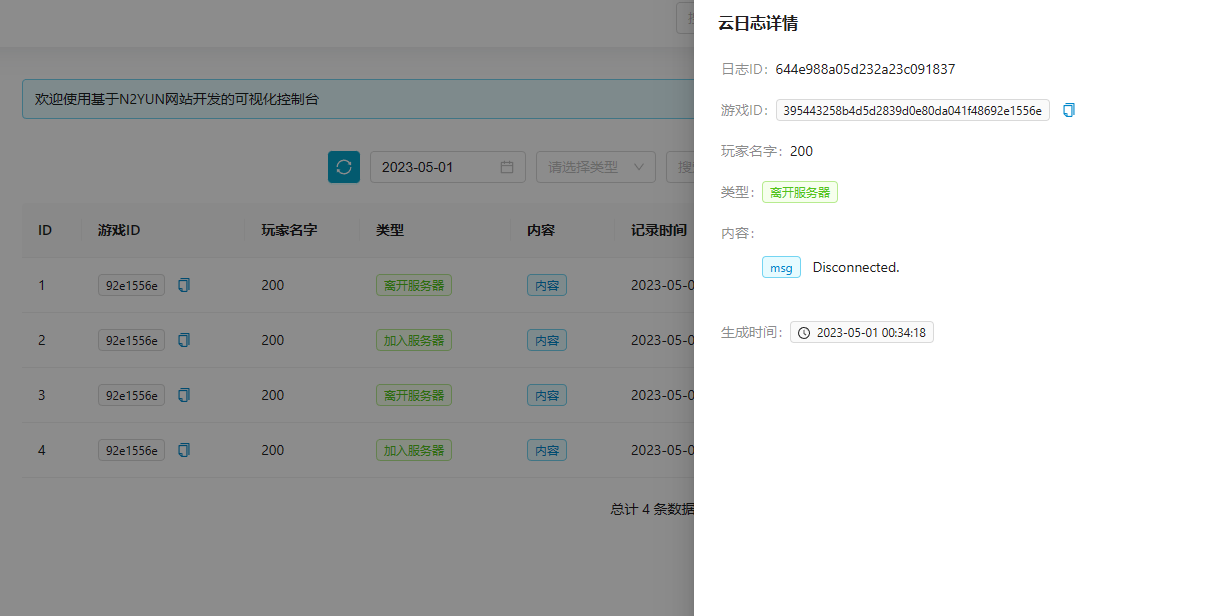 欢迎使用基于N2YUN网站开发的可视化控制台
2023-05-01 请选择类型
ID 游戏ID 玩家名字 类型 内容 记录时间
1 92e1556e 200 离开服务器 内容 2023-05-0
2 92e1556e 200 加入服务器 内容 2023-05-0
3 92e1556e 200 离开服务器 内容 2023-05-0
4 92e1556e 200 加入服务器 内容 2023-05-0
总计 4 条数据
云日志详情
日志ID: 644e988a05d232a23c091837
游戏ID: 395443258b4d5d2839d0e80da041f48692e1556e
玩家名字: 200
类型: 离开服务器
内容:
msg Disconnected.
生成时间: 2023-05-01 00:34:18